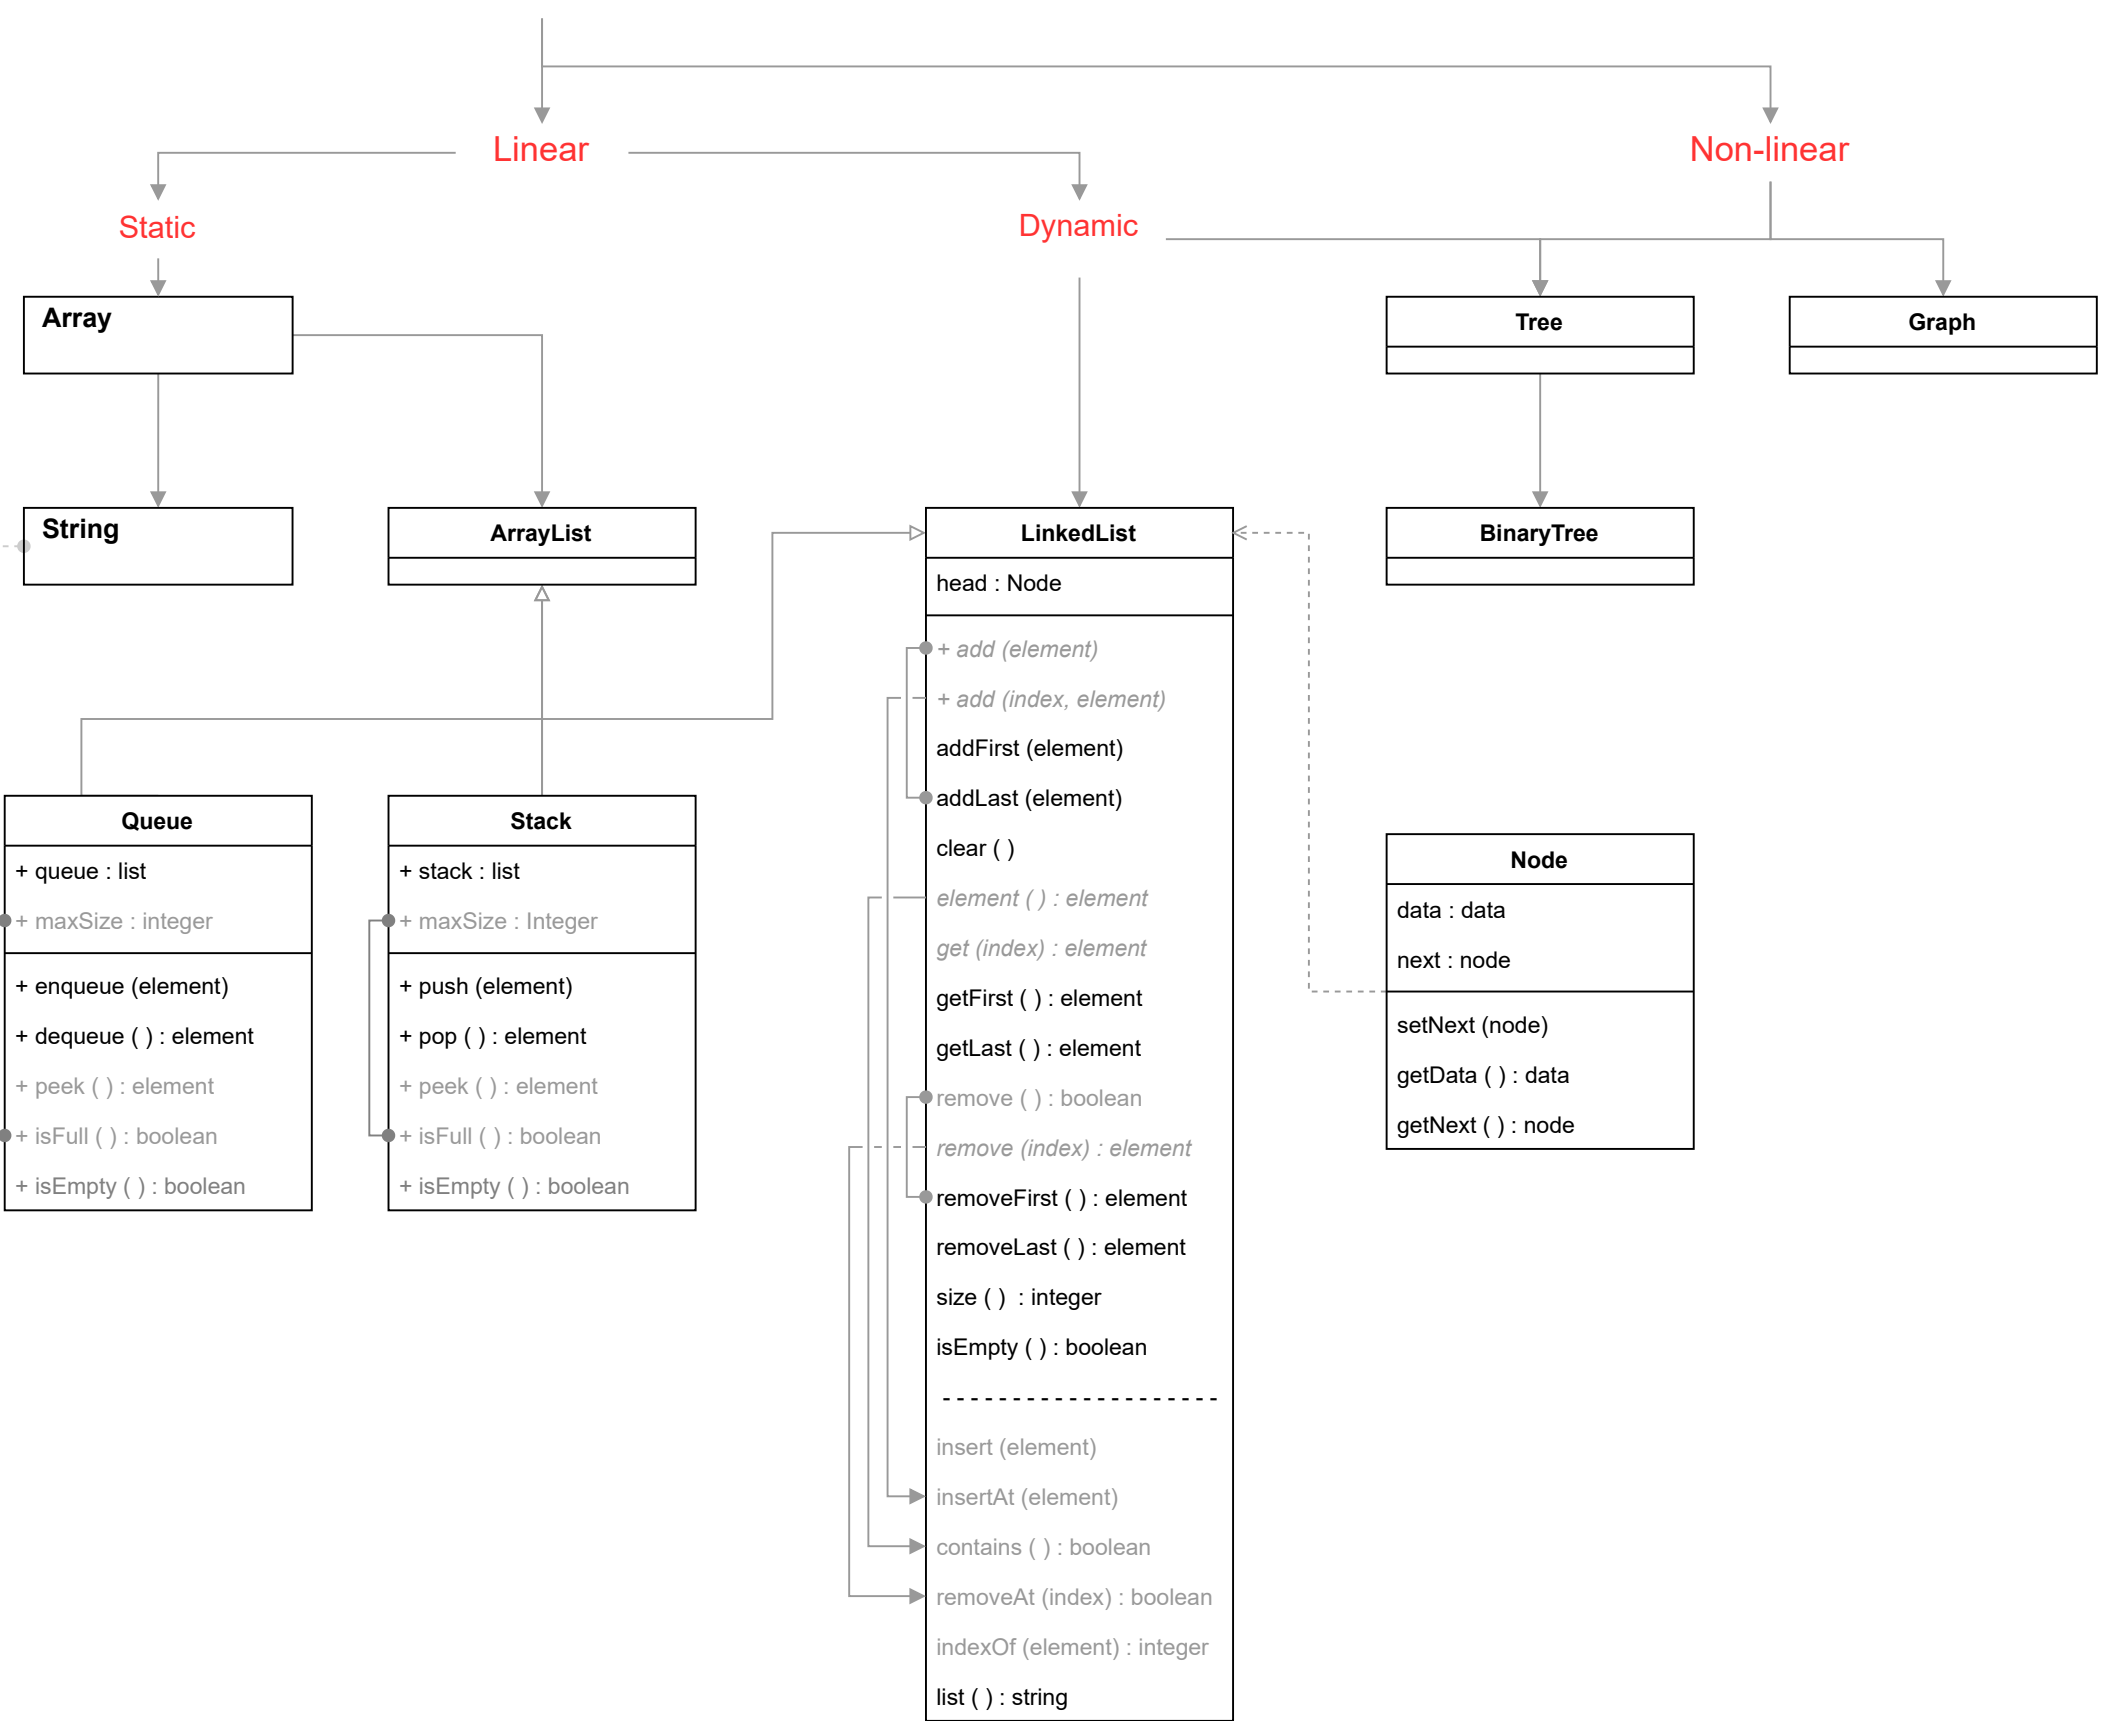 Linear
Non-linear
Static
Dynamic
Array
Tree
Graph
String
ArrayList
LinkedList
head : Node
+ add (element)
+ add (index, element)
addFirst (element)
addLast (element)
clear ( )
element ( ) : element
get (index) : element
getFirst ( ) : element
getLast ( ) : element
remove ( ) : boolean
remove (index) : element
removeFirst ( ) : element
removeLast ( ) : element
size ( )  : integer
isEmpty ( ) : boolean
- - - - - - - - - - - - - - - - - - - -
insert (element)
insertAt (element)
contains ( ) : boolean
removeAt (index) : boolean
indexOf (element) : integer
list ( ) : string
BinaryTree
Queue
+ queue : list
+ maxSize : integer
+ enqueue (element)
+ dequeue ( ) : element
+ peek ( ) : element
+ isFull ( ) : boolean
+ isEmpty ( ) : boolean
Stack
+ stack : list
+ maxSize : Integer
+ push (element)
+ pop ( ) : element
+ peek ( ) : element
+ isFull ( ) : boolean
+ isEmpty ( ) : boolean
Node
data : data
next : node
setNext (node)
getData ( ) : data
getNext ( ) : node